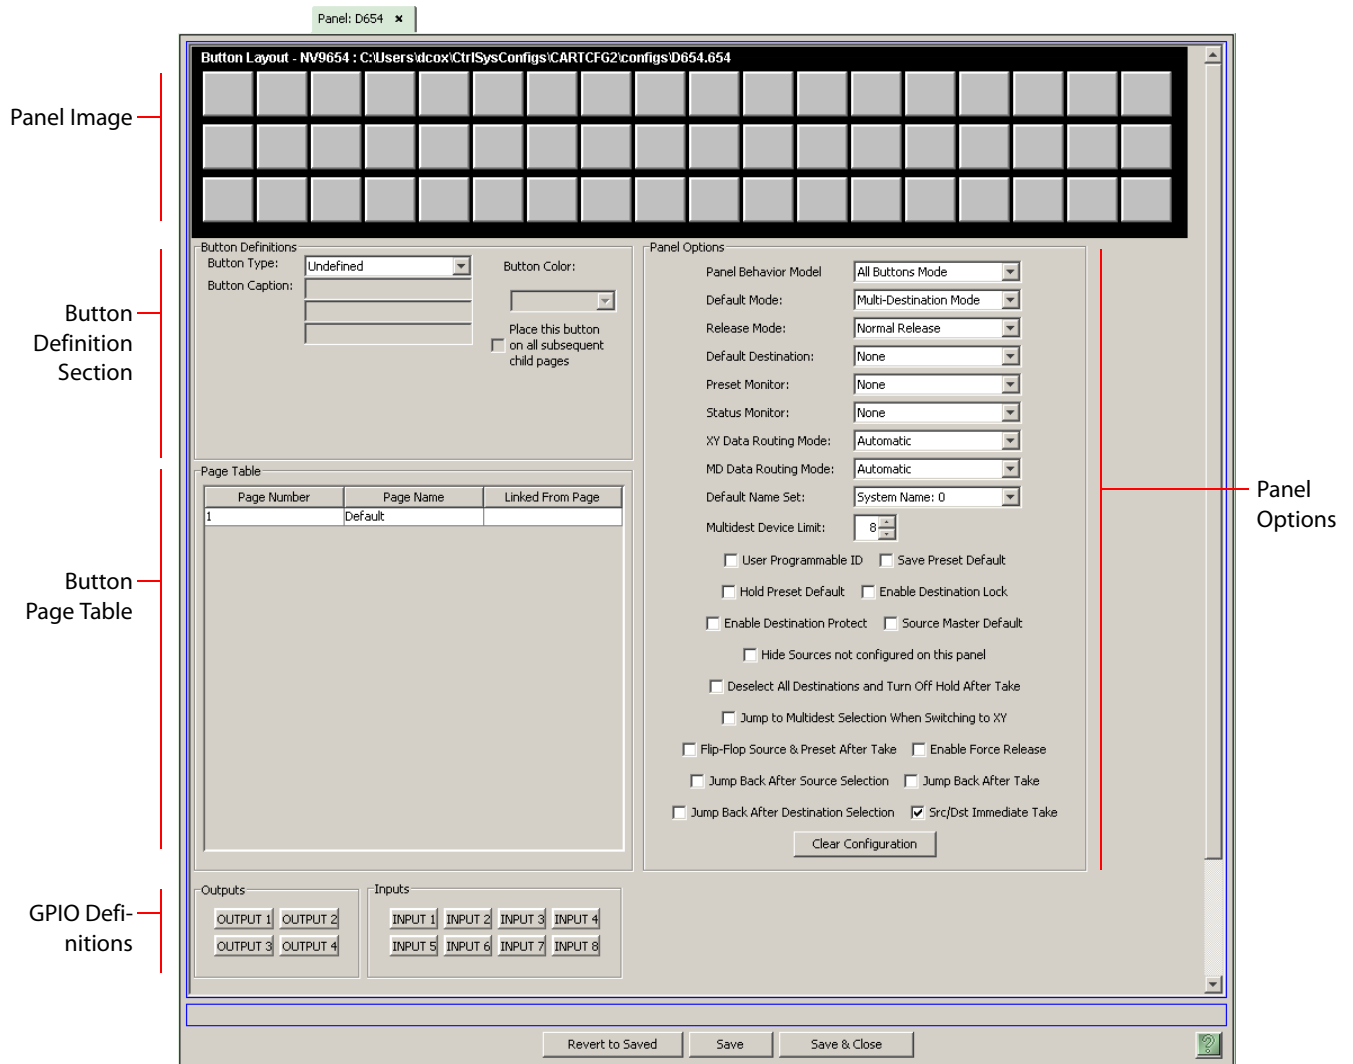 Panel: D654 ×
Button Layout - NV9654 : C:\Users\dcox\CtrlSysConfigs\CARTCFG2\configs\D654.654
Panel Image
Button Definitions
Button Type:
Undefined
Button Color:
Button Caption:
Place this button
on all subsequent
child pages
Button
Definition
Section
Page Table
Page Number Page Name Linked From Page
1 Default
Button
Page Table
Panel Options
Panel Behavior Model All Buttons Mode
Default Mode: Multi-Destination Mode
Release Mode: Normal Release
Default Destination: None
Preset Monitor: None
Status Monitor: None
XY Data Routing Mode: Automatic
MD Data Routing Mode: Automatic
Default Name Set: System Name: 0
Multidest Device Limit: 8
User Programmable ID Save Preset Default
Hold Preset Default Enable Destination Lock
Enable Destination Protect Source Master Default
Hide Sources not configured on this panel
Deselect All Destinations and Turn Off Hold After Take
Jump to Multidest Selection When Switching to XY
Flip-Flop Source & Preset After Take Enable Force Release
Jump Back After Source Selection Jump Back After Take
Jump Back After Destination Selection Src/Dst Immediate Take
Clear Configuration
Panel
Options
Outputs
OUTPUT 1 OUTPUT 2
OUTPUT 3 OUTPUT 4
Inputs
INPUT 1 INPUT 2 INPUT 3 INPUT 4
INPUT 5 INPUT 6 INPUT 7 INPUT 8
GPIO Defi-
nitions
Revert to Saved Save Save & Close ?